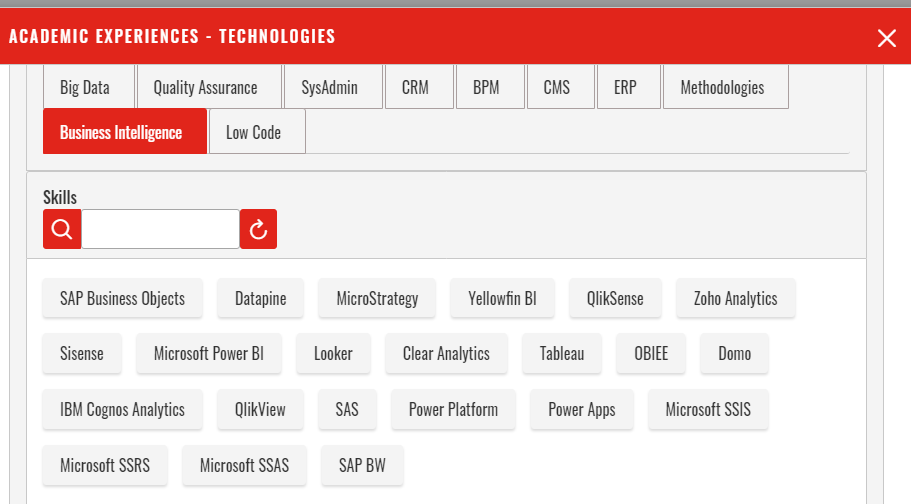 ACADEMIC EXPERIENCES - TECHNOLOGIES
Big Data Quality Assurance SysAdmin CRM BPM CMS ERP Methodologies
Business Intelligence Low Code
Skills
SAP Business Objects Datapine MicroStrategy Yellowfin BI QlikSense Zoho Analytics
Sisense Microsoft Power BI Looker Clear Analytics Tableau OBIEE Domo
IBM Cognos Analytics QlikView SAS Power Platform Power Apps Microsoft SSIS
Microsoft SSRS Microsoft SSAS SAP BW